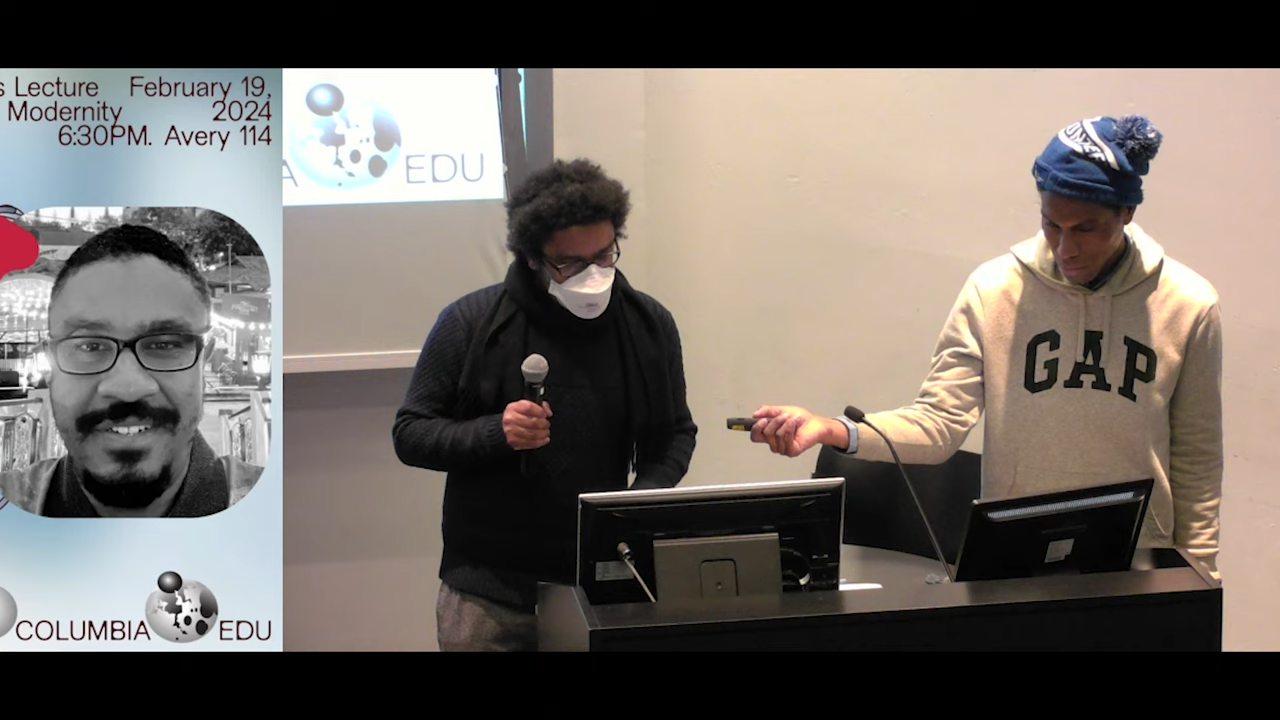 s Lecture February 19,
Modernity 2024
6:30PM. Avery 114
COLUMBIA EDU
A EDU
GAP